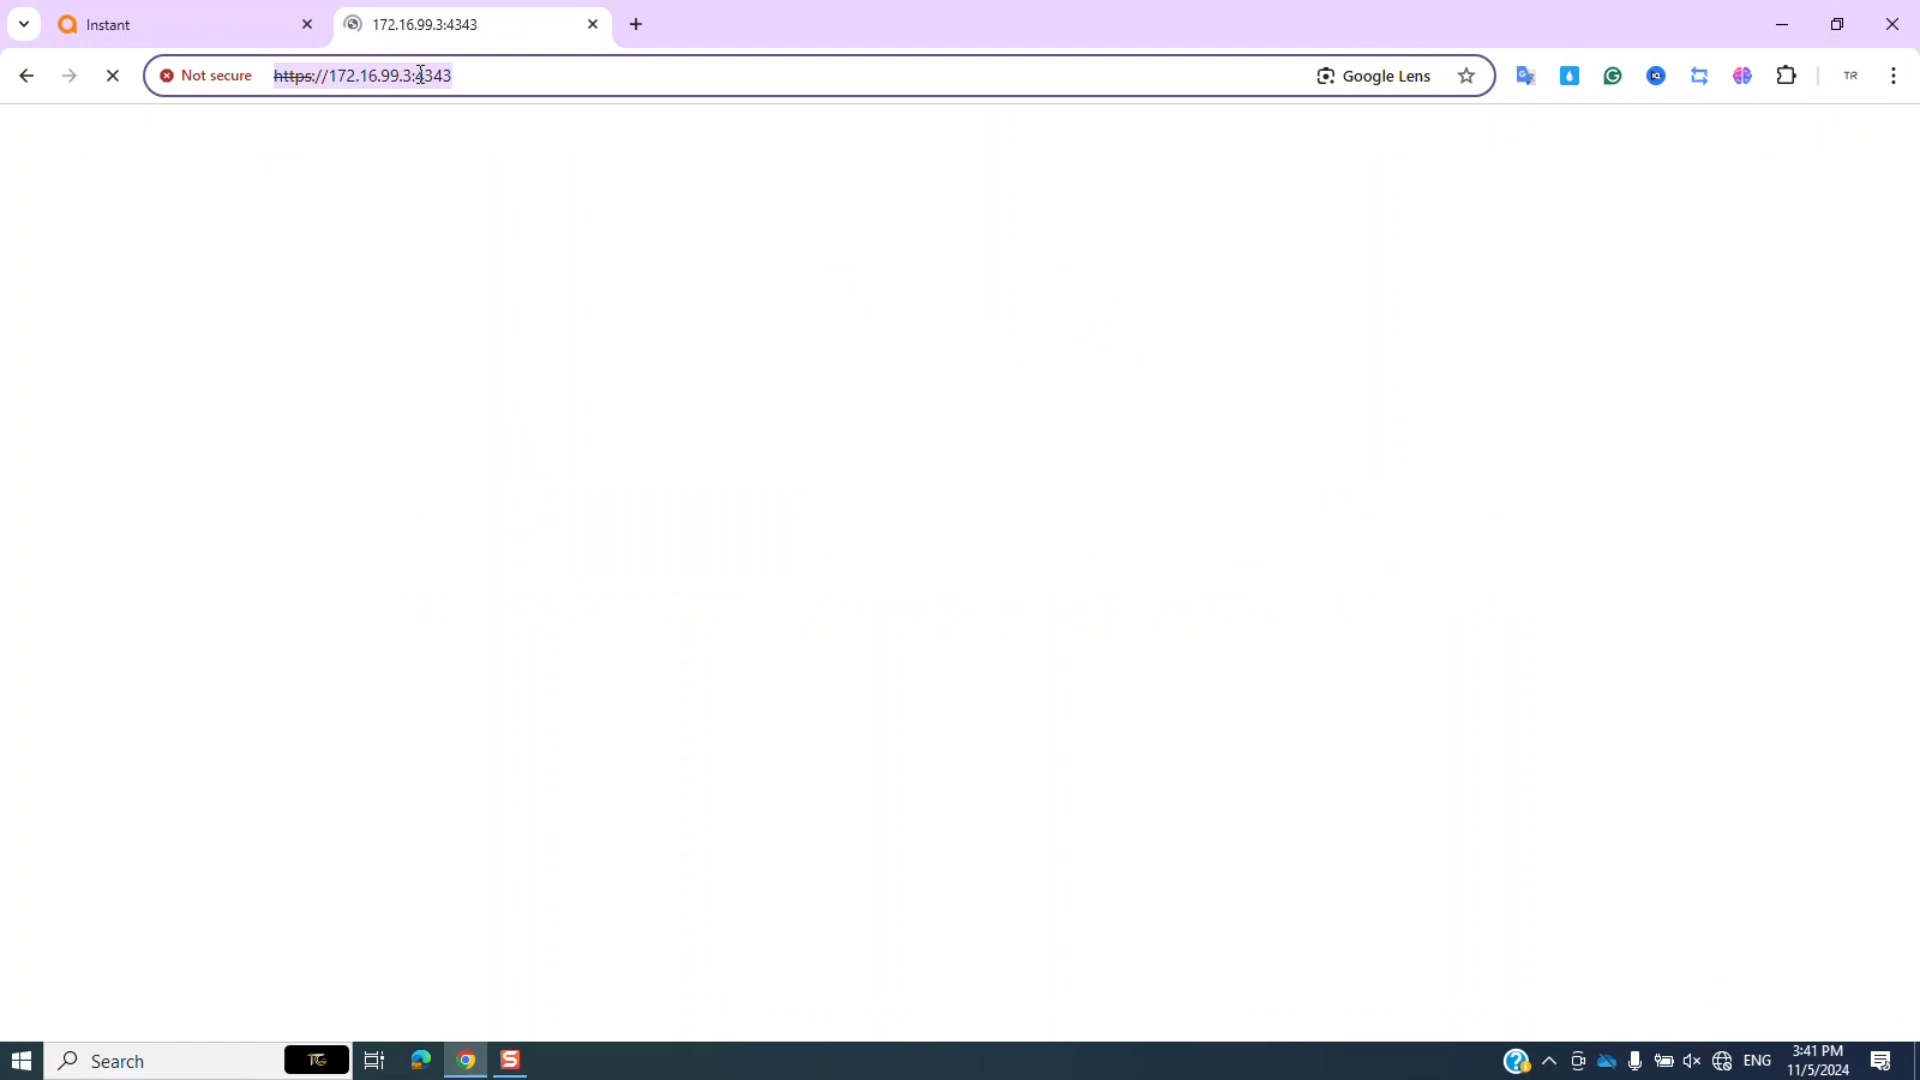 Instant
172.16.99.3:4343
Not secure
https://172.16.99.3:4343
Google Lens
TR
Search
TG
ENG
3:41 PM
11/5/2024